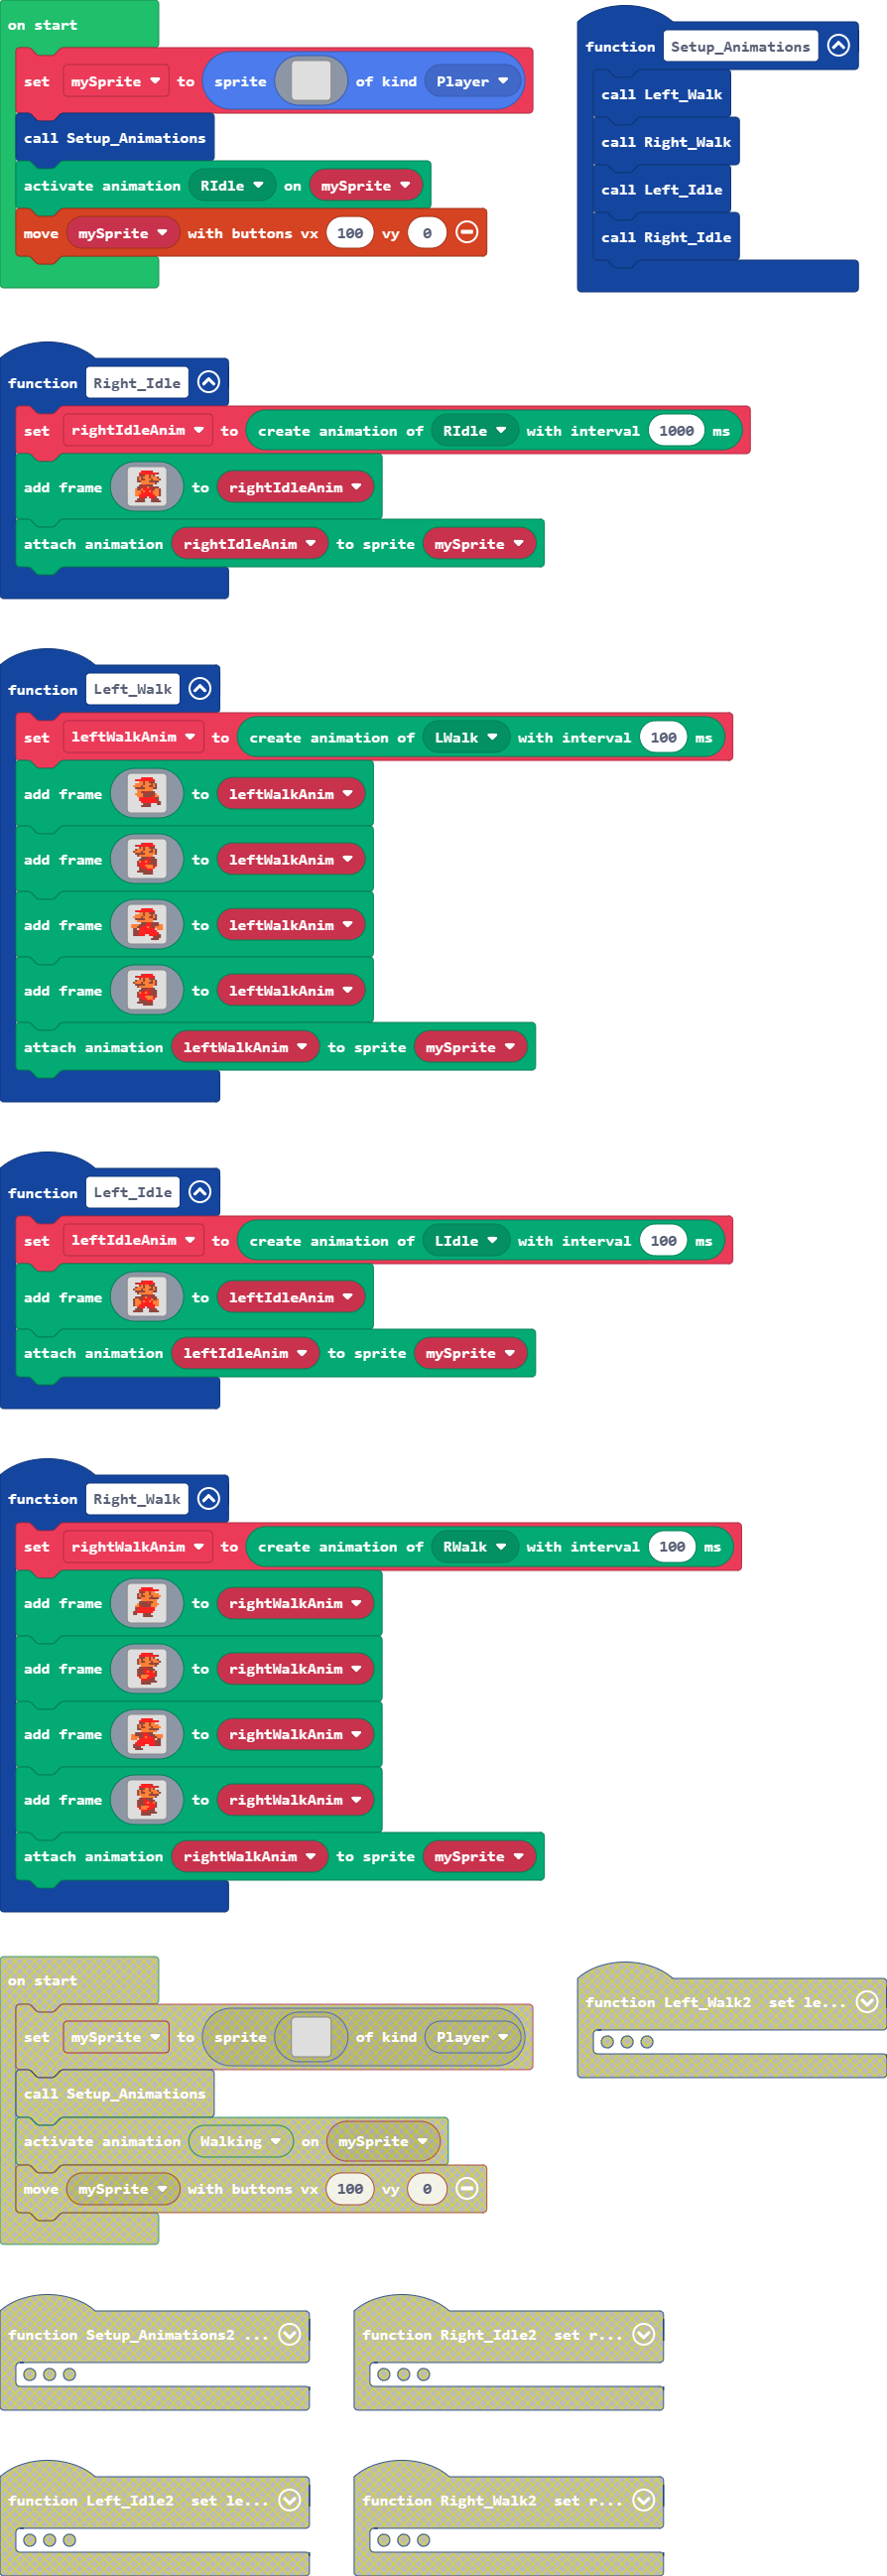 on start
set mySprite to sprite of kind Player
call Setup_Animations
activate animation RIdle on mySprite
move mySprite with buttons vx 100 vy 0
function Setup_Animations
call Left_Walk
call Right_Walk
call Left_Idle
call Right_Idle
function Right_Idle
set rightIdleAnim to create animation of RIdle with interval 1000 ms
add frame to rightIdleAnim
attach animation rightIdleAnim to sprite mySprite
function Left_Walk
set leftWalkAnim to create animation of LWalk with interval 100 ms
add frame to leftWalkAnim
add frame to leftWalkAnim
add frame to leftWalkAnim
add frame to leftWalkAnim
attach animation leftWalkAnim to sprite mySprite
function Left_Idle
set leftIdleAnim to create animation of LIdle with interval 100 ms
add frame to leftIdleAnim
attach animation leftIdleAnim to sprite mySprite
function Right_Walk
set rightWalkAnim to create animation of RWalk with interval 100 ms
add frame to rightWalkAnim
add frame to rightWalkAnim
add frame to rightWalkAnim
add frame to rightWalkAnim
attach animation rightWalkAnim to sprite mySprite
on start
set mySprite to sprite of kind Player
call Setup_Animations
activate animation Walking on mySprite
move mySprite with buttons vx 100 vy 0
function Left_Walk2 set le...
function Setup_Animations2 ...
function Right_Idle2 set r...
function Left_Idle2 set le...
function Right_Walk2 set r...